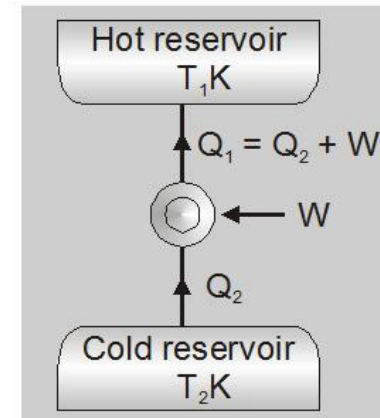 Hot reservoir
T₁K
Q₁ = Q₂ + W
W
Q₂
Cold reservoir
T₂K